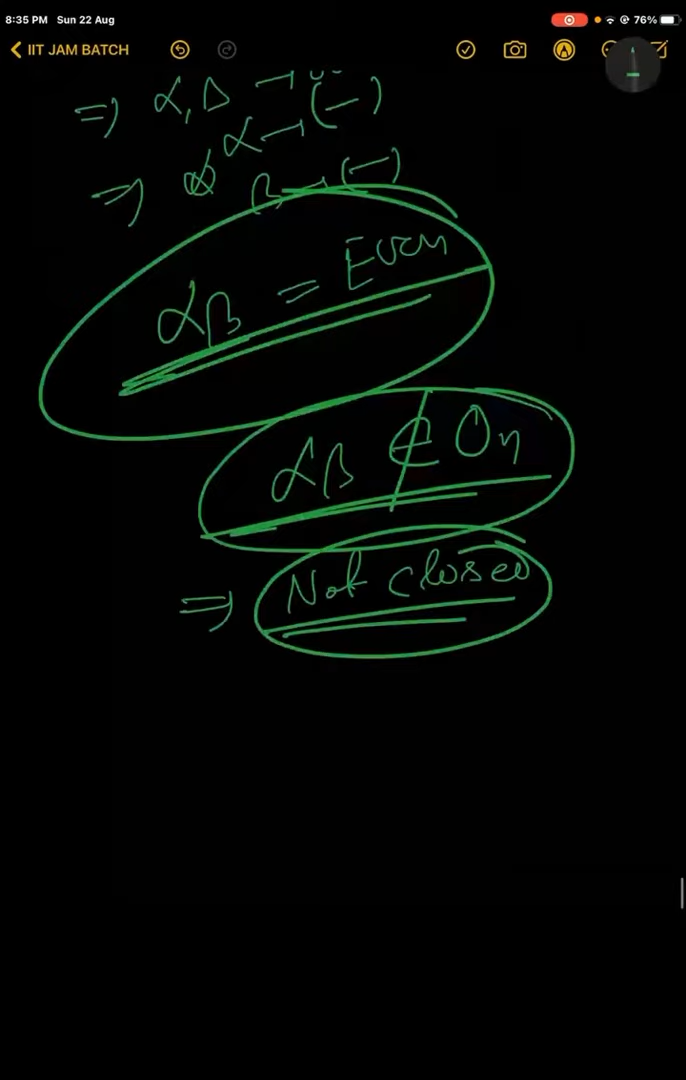 8:35 PM Sun 22 Aug 76%
IIT JAM BATCH
⇒ α, β →
α → (-)
⇒ β → (-)
αβ = Even
αβ ∉ On
⇒ Not closed